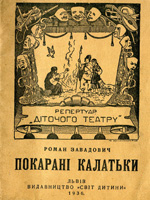 РЕПЕРТУАР
ДІТОЧОГО ТЕАТРУ
РОМАН ЗАВАДОВИЧ
ПОКАРАНІ КАЛАТЬКИ
ЛЬВІВ
ВИДАВНИЦТВО «СВІТ ДИТИНИ»
1936